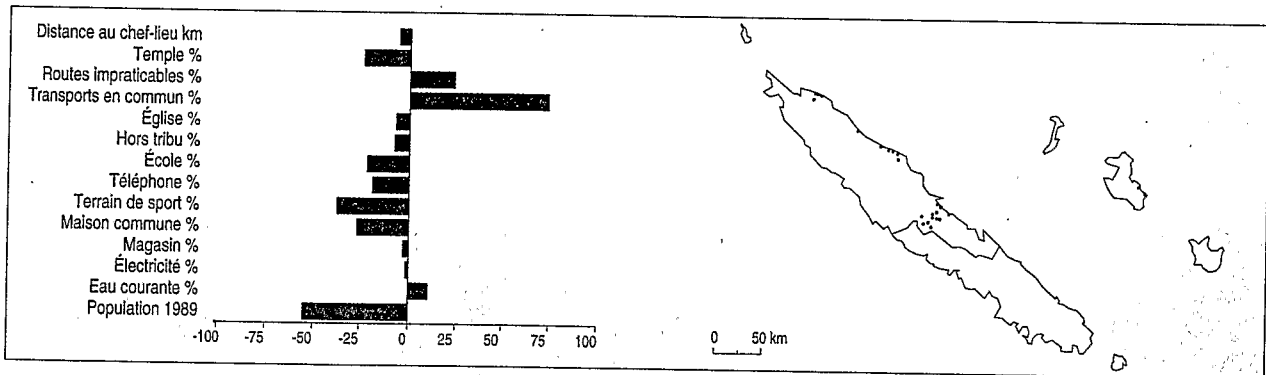 Distance au chef-lieu km
Temple %
Routes impraticables %
Transports en commun %
Église %
Hors tribu %
École %
Téléphone %
Terrain de sport %
Maison commune %
Magasin %
Électricité %
Eau courante %
Population 1989
-100 -75 -50 -25 0 25 50 75 100
0 50 km